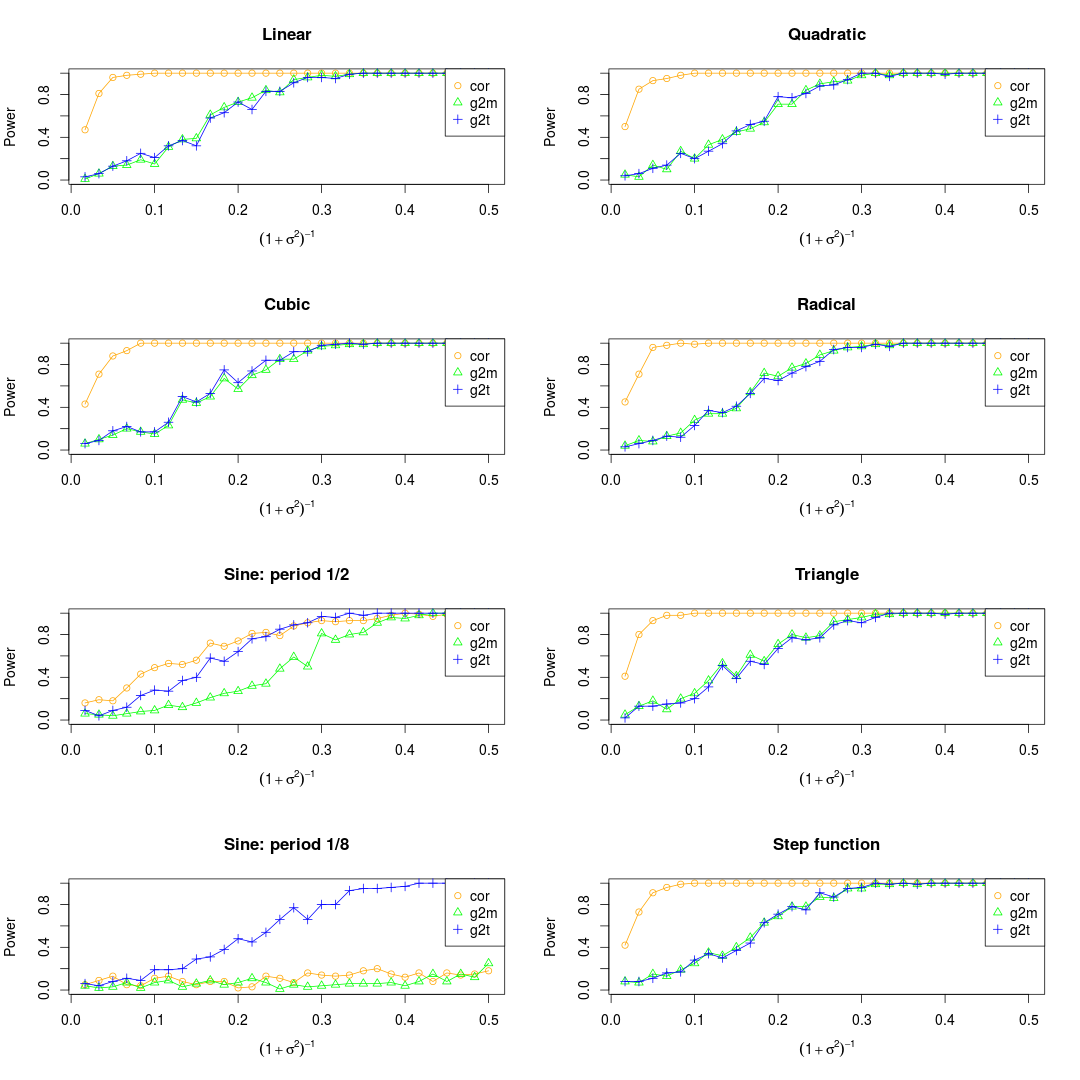 Linear
Power
0.0 0.4 0.8
cor
g2m
g2t
0.0 0.1 0.2 0.3 0.4 0.5
(1 + σ²)⁻¹
Quadratic
Power
0.0 0.4 0.8
cor
g2m
g2t
0.0 0.1 0.2 0.3 0.4 0.5
(1 + σ²)⁻¹
Cubic
Power
0.0 0.4 0.8
cor
g2m
g2t
0.0 0.1 0.2 0.3 0.4 0.5
(1 + σ²)⁻¹
Radical
Power
0.0 0.4 0.8
cor
g2m
g2t
0.0 0.1 0.2 0.3 0.4 0.5
(1 + σ²)⁻¹
Sine: period 1/2
Power
0.0 0.4 0.8
cor
g2m
g2t
0.0 0.1 0.2 0.3 0.4 0.5
(1 + σ²)⁻¹
Triangle
Power
0.0 0.4 0.8
cor
g2m
g2t
0.0 0.1 0.2 0.3 0.4 0.5
(1 + σ²)⁻¹
Sine: period 1/8
Power
0.0 0.4 0.8
cor
g2m
g2t
0.0 0.1 0.2 0.3 0.4 0.5
(1 + σ²)⁻¹
Step function
Power
0.0 0.4 0.8
cor
g2m
g2t
0.0 0.1 0.2 0.3 0.4 0.5
(1 + σ²)⁻¹